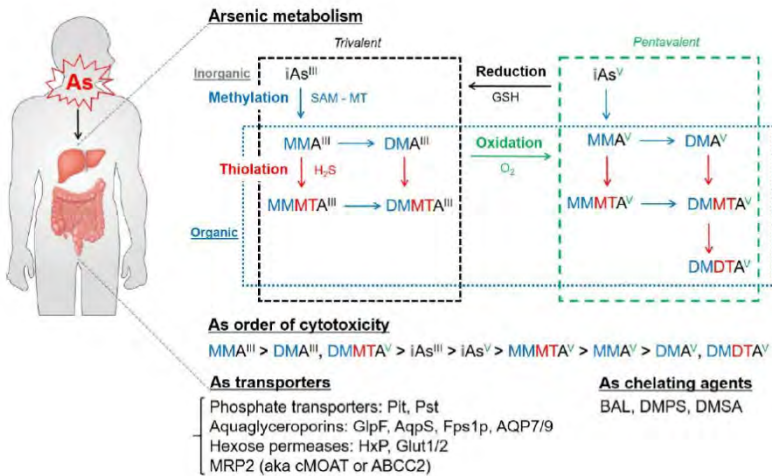 Arsenic metabolism
As
Trivalent
Pentavalent
Inorganic
iAsIII
Reduction
GSH
iAsV
Methylation
SAM - MT
MMAIII
DMAIII
Oxidation
O2
MMAV
DMAV
Thiolation
H2S
MMMTAIII
DMMTAIII
MMMTAV
DMMTAV
Organic
DMDTAV
As order of cytotoxicity
MMAIII > DMAIII, DMMTAV > iAsIII > iAsV > MMMTAV > MMAV > DMAV, DMDTAV
As transporters
Phosphate transporters: Pit, Pst
Aquaglyceroporins: GlpF, AqpS, Fps1p, AQP7/9
Hexose permeases: HxP, Glut1/2
MRP2 (aka cMOAT or ABCC2)
As chelating agents
BAL, DMPS, DMSA